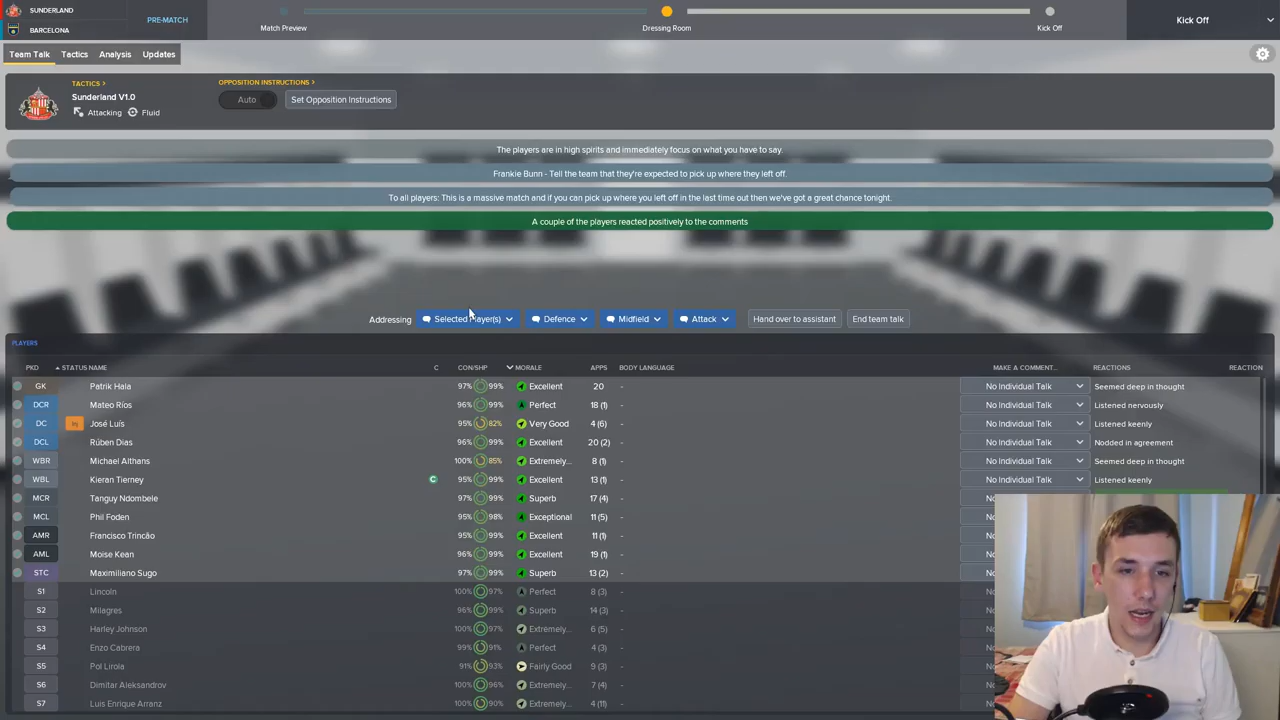 SUNDERLAND
BARCELONA
PRE-MATCH
Match Preview
Dressing Room
Kick Off
Kick Off
Team Talk Tactics Analysis Updates
TACTICS >
Sunderland V1.0
Attacking Fluid
OPPOSITION INSTRUCTIONS >
Auto Set Opposition Instructions
The players are in high spirits and immediately focus on what you have to say.
Frankie Bunn - Tell the team that they're expected to pick up where they left off.
To all players: This is a massive match and if you can pick up where you left off in the last time out then we've got a great chance tonight.
A couple of the players reacted positively to the comments
Addressing Selected Player(s) Defence Midfield Attack Hand over to assistant End team talk
PLAYERS
PKD STATUS NAME C CON/SHP MORALE APPS BODY LANGUAGE MAKE A COMMENT... REACTIONS REACTION
GK Patrik Hala 97% 99% Excellent 20 - No Individual Talk Seemed deep in thought
DCR Mateo Ríos 96% 99% Perfect 18 (1) - No Individual Talk Listened nervously
DC Inj José Luís 95% 82% Very Good 4 (6) - No Individual Talk Listened keenly
DCL Rúben Dias 96% 99% Excellent 20 (2) - No Individual Talk Nodded in agreement
WBR Michael Althans 100% 85% Extremely... 8 (1) - No Individual Talk Seemed deep in thought
WBL Kieran Tierney C 95% 99% Excellent 13 (1) - No Individual Talk Listened keenly
MCR Tanguy Ndombele 97% 99% Superb 17 (4) -
MCL Phil Foden 95% 98% Exceptional 11 (5) -
AMR Francisco Trincão 95% 99% Excellent 11 (1) -
AML Moise Kean 96% 99% Excellent 19 (1) -
STC Maximiliano Sugo 97% 99% Superb 13 (2) -
S1 Lincoln 100% 97% Perfect 8 (3) -
S2 Milagres 96% 99% Superb 14 (3) -
S3 Harley Johnson 100% 97% Extremely... 6 (5) -
S4 Enzo Cabrera 99% 91% Perfect 4 (3) -
S5 Pol Lirola 91% 93% Fairly Good 9 (3) -
S6 Dimitar Aleksandrov 100% 96% Extremely... 7 (4) -
S7 Luis Enrique Arranz 100% 90% Extremely... 4 (11) -